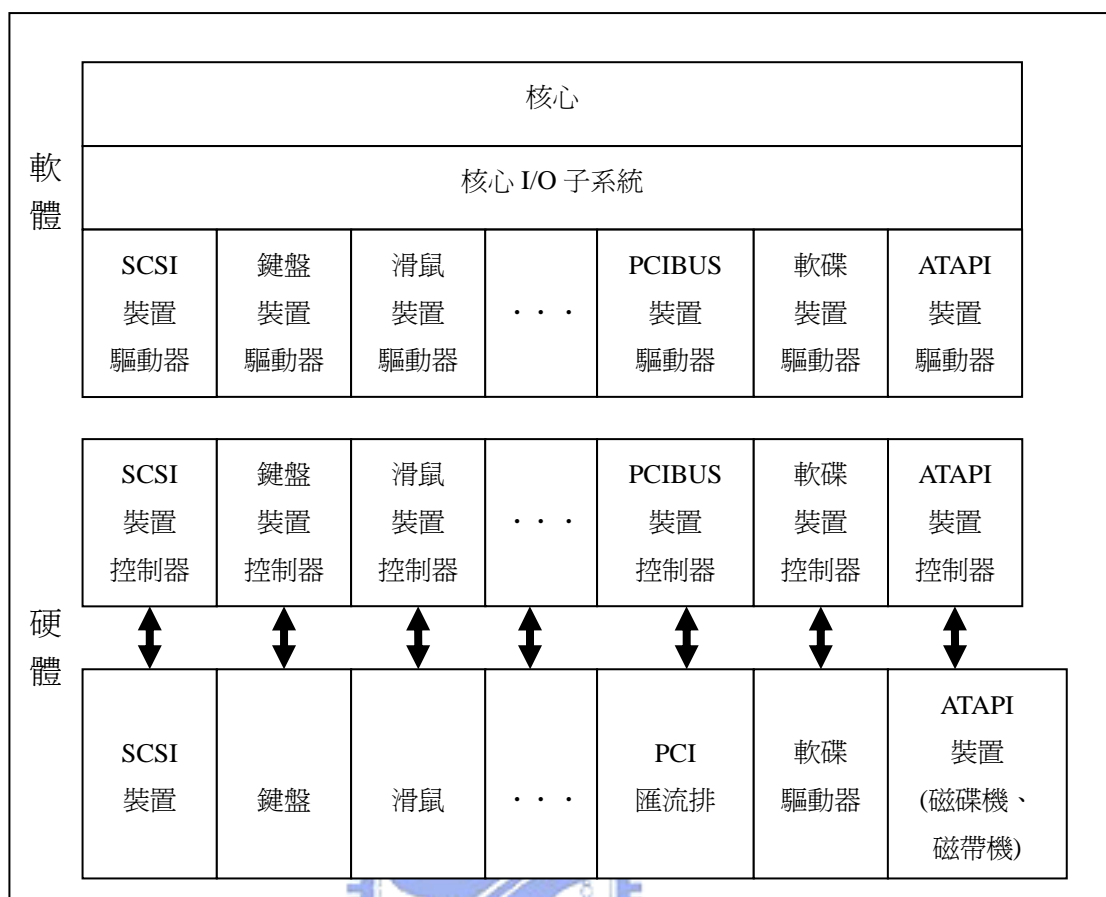 核心
核心 I/O 子系統
軟
體
SCSI
裝置
驅動器
鍵盤
裝置
驅動器
滑鼠
裝置
驅動器
．．．
PCIBUS
裝置
驅動器
軟碟
裝置
驅動器
ATAPI
裝置
驅動器
硬
體
SCSI
裝置
控制器
鍵盤
裝置
控制器
滑鼠
裝置
控制器
．．．
PCIBUS
裝置
控制器
軟碟
裝置
控制器
ATAPI
裝置
控制器
SCSI
裝置
鍵盤
滑鼠
．．．
PCI
匯流排
軟碟
驅動器
ATAPI
裝置
(磁碟機、
磁帶機)